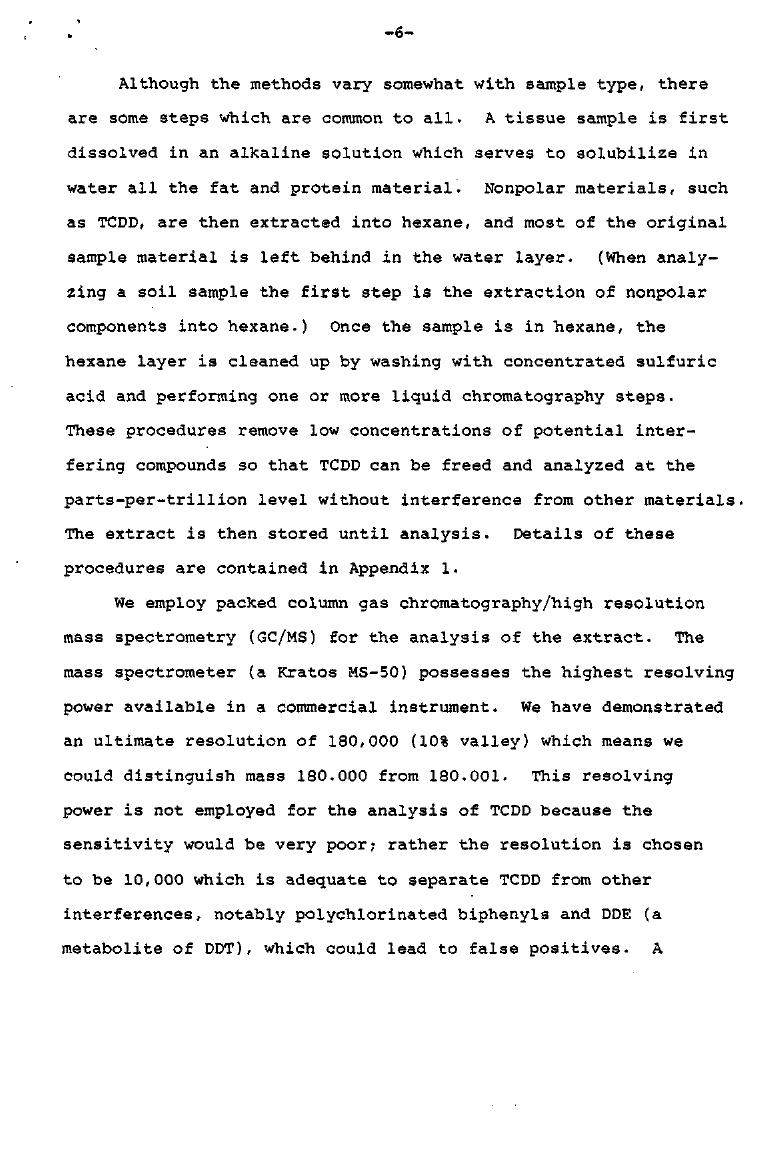 -6-
Although the methods vary somewhat with sample type, there
are some steps which are common to all. A tissue sample is first
dissolved in an alkaline solution which serves to solubilize in
water all the fat and protein material. Nonpolar materials, such
as TCDD, are then extracted into hexane, and most of the original
sample material is left behind in the water layer. (When analy-
zing a soil sample the first step is the extraction of nonpolar
components into hexane.) Once the sample is in hexane, the
hexane layer is cleaned up by washing with concentrated sulfuric
acid and performing one or more liquid chromatography steps.
These procedures remove low concentrations of potential inter-
fering compounds so that TCDD can be freed and analyzed at the
parts-per-trillion level without interference from other materials.
The extract is then stored until analysis. Details of these
procedures are contained in Appendix 1.
We employ packed column gas chromatography/high resolution
mass spectrometry (GC/MS) for the analysis of the extract. The
mass spectrometer (a Kratos MS-50) possesses the highest resolving
power available in a commercial instrument. We have demonstrated
an ultimate resolution of 180,000 (10% valley) which means we
could distinguish mass 180.000 from 180.001. This resolving
power is not employed for the analysis of TCDD because the
sensitivity would be very poor; rather the resolution is chosen
to be 10,000 which is adequate to separate TCDD from other
interferences, notably polychlorinated biphenyls and DDE (a
metabolite of DDT), which could lead to false positives. A